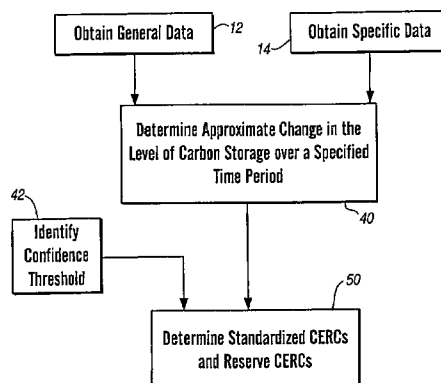 Obtain General Data
12
14
Obtain Specific Data
Determine Approximate Change in the
Level of Carbon Storage over a Specified
Time Period
40
42
Identify
Confidence
Threshold
50
Determine Standardized CERCs
and Reserve CERCs